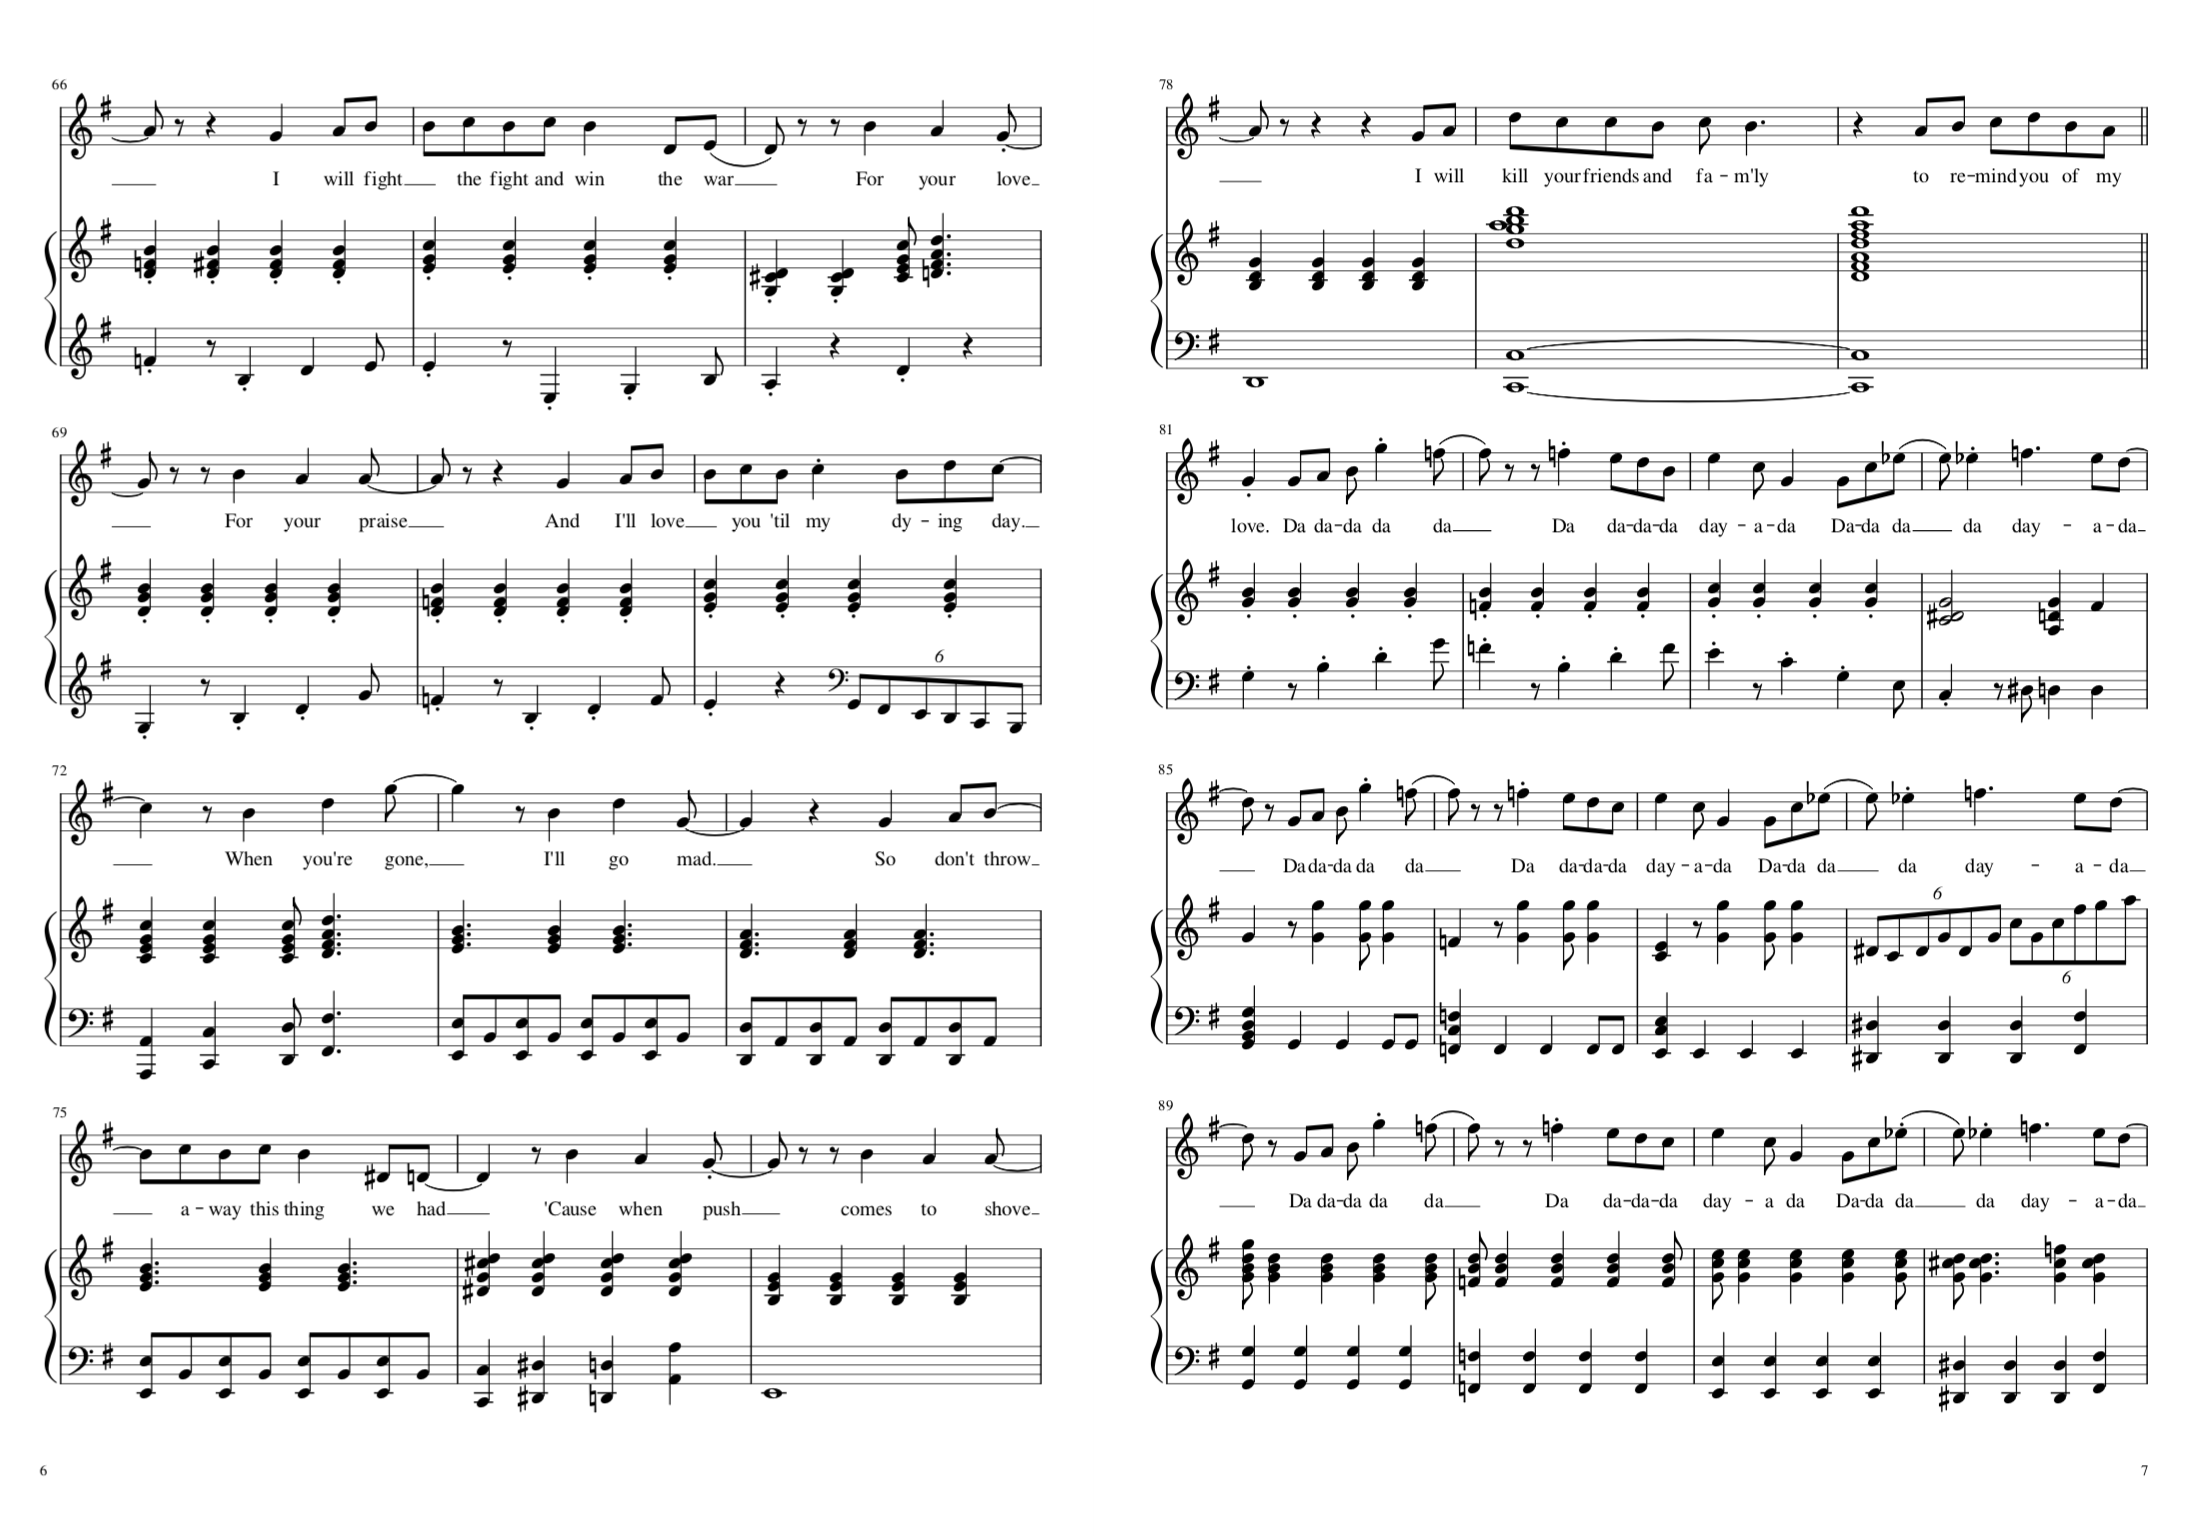 66
I will fight the fight and win the war For your love
69
For your praise And I'll love you 'til my dy - ing day.
6
72
When you're gone, I'll go mad. So don't throw
75
a - way this thing we had 'Cause when push comes to shove
6
78
I will kill your friends and fa - m'ly to re - mind you of my
81
love. Da da - da da da Da da - da - da day - a - da Da - da da da day - a - da
85
Da da - da da da Da da - da - da day - a - da Da - da da da day - a - da
6
6
89
Da da - da da da Da da - da - da day - a da Da - da da da day - a - da
7